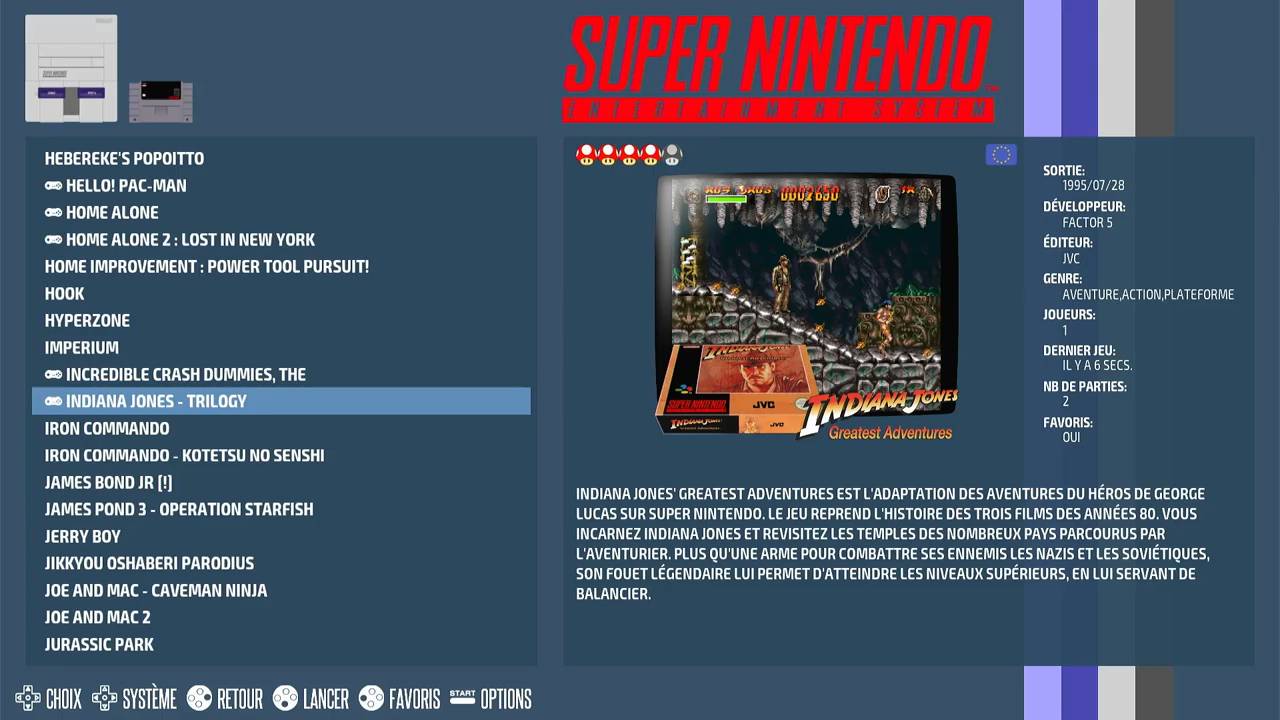 SUPER NINTENDO™
ENTERTAINMENT SYSTEM
HEBEREKE'S POPOITTO
HELLO! PAC-MAN
HOME ALONE
HOME ALONE 2 : LOST IN NEW YORK
HOME IMPROVEMENT : POWER TOOL PURSUIT!
HOOK
HYPERZONE
IMPERIUM
INCREDIBLE CRASH DUMMIES, THE
INDIANA JONES - TRILOGY
IRON COMMANDO
IRON COMMANDO - KOTETSU NO SENSHI
JAMES BOND JR [!]
JAMES POND 3 - OPERATION STARFISH
JERRY BOY
JIKKYOU OSHABERI PARODIUS
JOE AND MAC - CAVEMAN NINJA
JOE AND MAC 2
JURASSIC PARK
0002650
INDIANA JONES
SUPER NINTENDO
JVC
INDIANA JONES
JVC
INDIANA JONES
Greatest Adventures
SORTIE:
1995/07/28
DÉVELOPPEUR:
FACTOR 5
ÉDITEUR:
JVC
GENRE:
AVENTURE,ACTION,PLATEFORME
JOUEURS:
1
DERNIER JEU:
IL Y A 6 SECS.
NB DE PARTIES:
2
FAVORIS:
OUI
INDIANA JONES' GREATEST ADVENTURES EST L'ADAPTATION DES AVENTURES DU HÉROS DE GEORGE
LUCAS SUR SUPER NINTENDO. LE JEU REPREND L'HISTOIRE DES TROIS FILMS DES ANNÉES 80. VOUS
INCARNEZ INDIANA JONES ET REVISITEZ LES TEMPLES DES NOMBREUX PAYS PARCOURUS PAR
L'AVENTURIER. PLUS QU'UNE ARME POUR COMBATTRE SES ENNEMIS LES NAZIS ET LES SOVIÉTIQUES,
SON FOUET LÉGENDAIRE LUI PERMET D'ATTEINDRE LES NIVEAUX SUPÉRIEURS, EN LUI SERVANT DE
BALANCIER.
CHOIX SYSTÈME RETOUR LANCER FAVORIS START OPTIONS